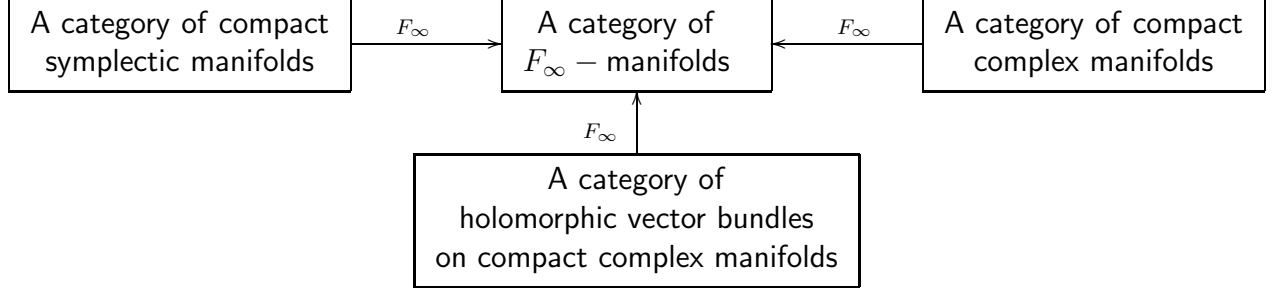 A category of compact
symplectic manifolds
F∞
A category of
F∞ − manifolds
F∞
A category of compact
complex manifolds
F∞
A category of
holomorphic vector bundles
on compact complex manifolds